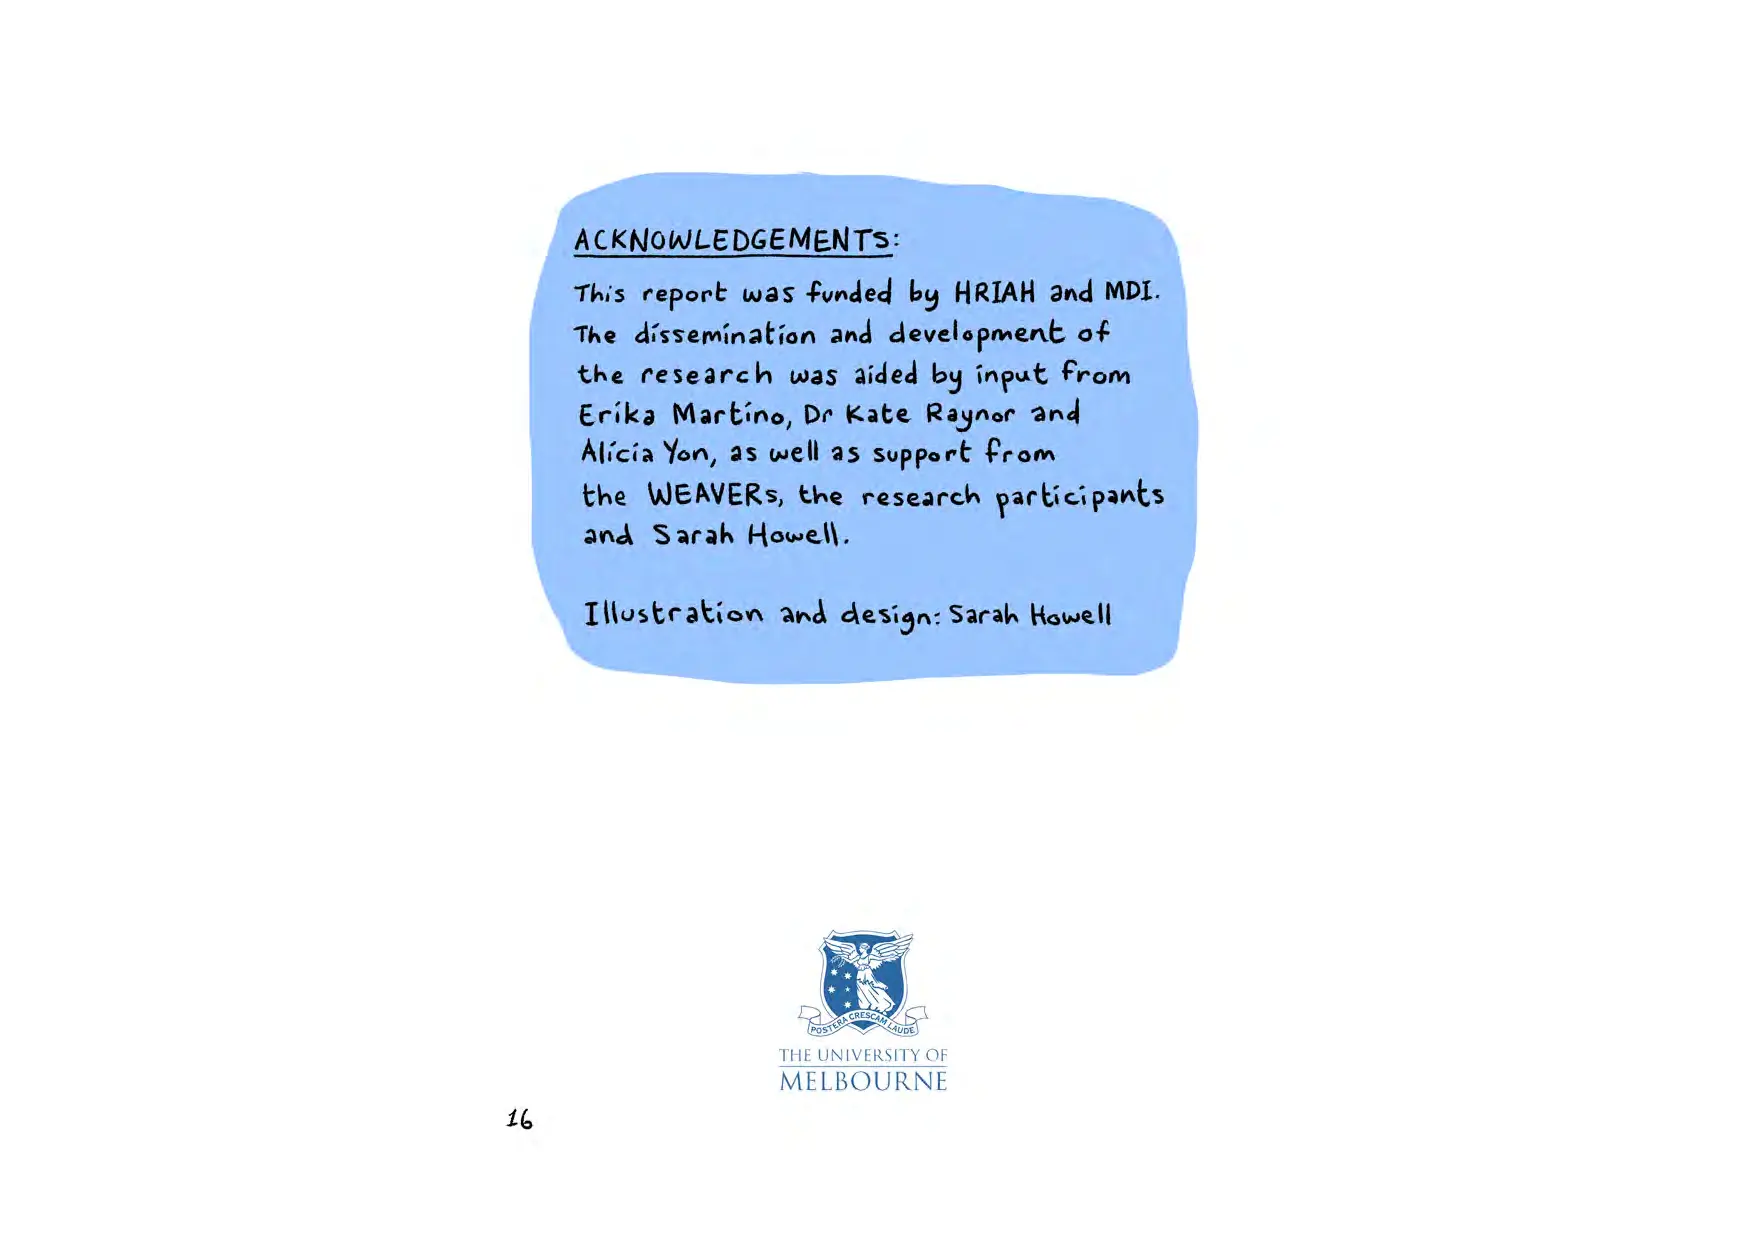 ACKNOWLEDGEMENTS:
This report was funded by HRIAH and MDI.
The dissemination and development of
the research was aided by input from
Erika Martino, Dr Kate Raynor and
Alicia Yon, as well as support from
the WEAVERs, the research participants
and Sarah Howell.
Illustration and design: Sarah Howell
POSTERA CRESCAM LAUDE
THE UNIVERSITY OF
MELBOURNE
16